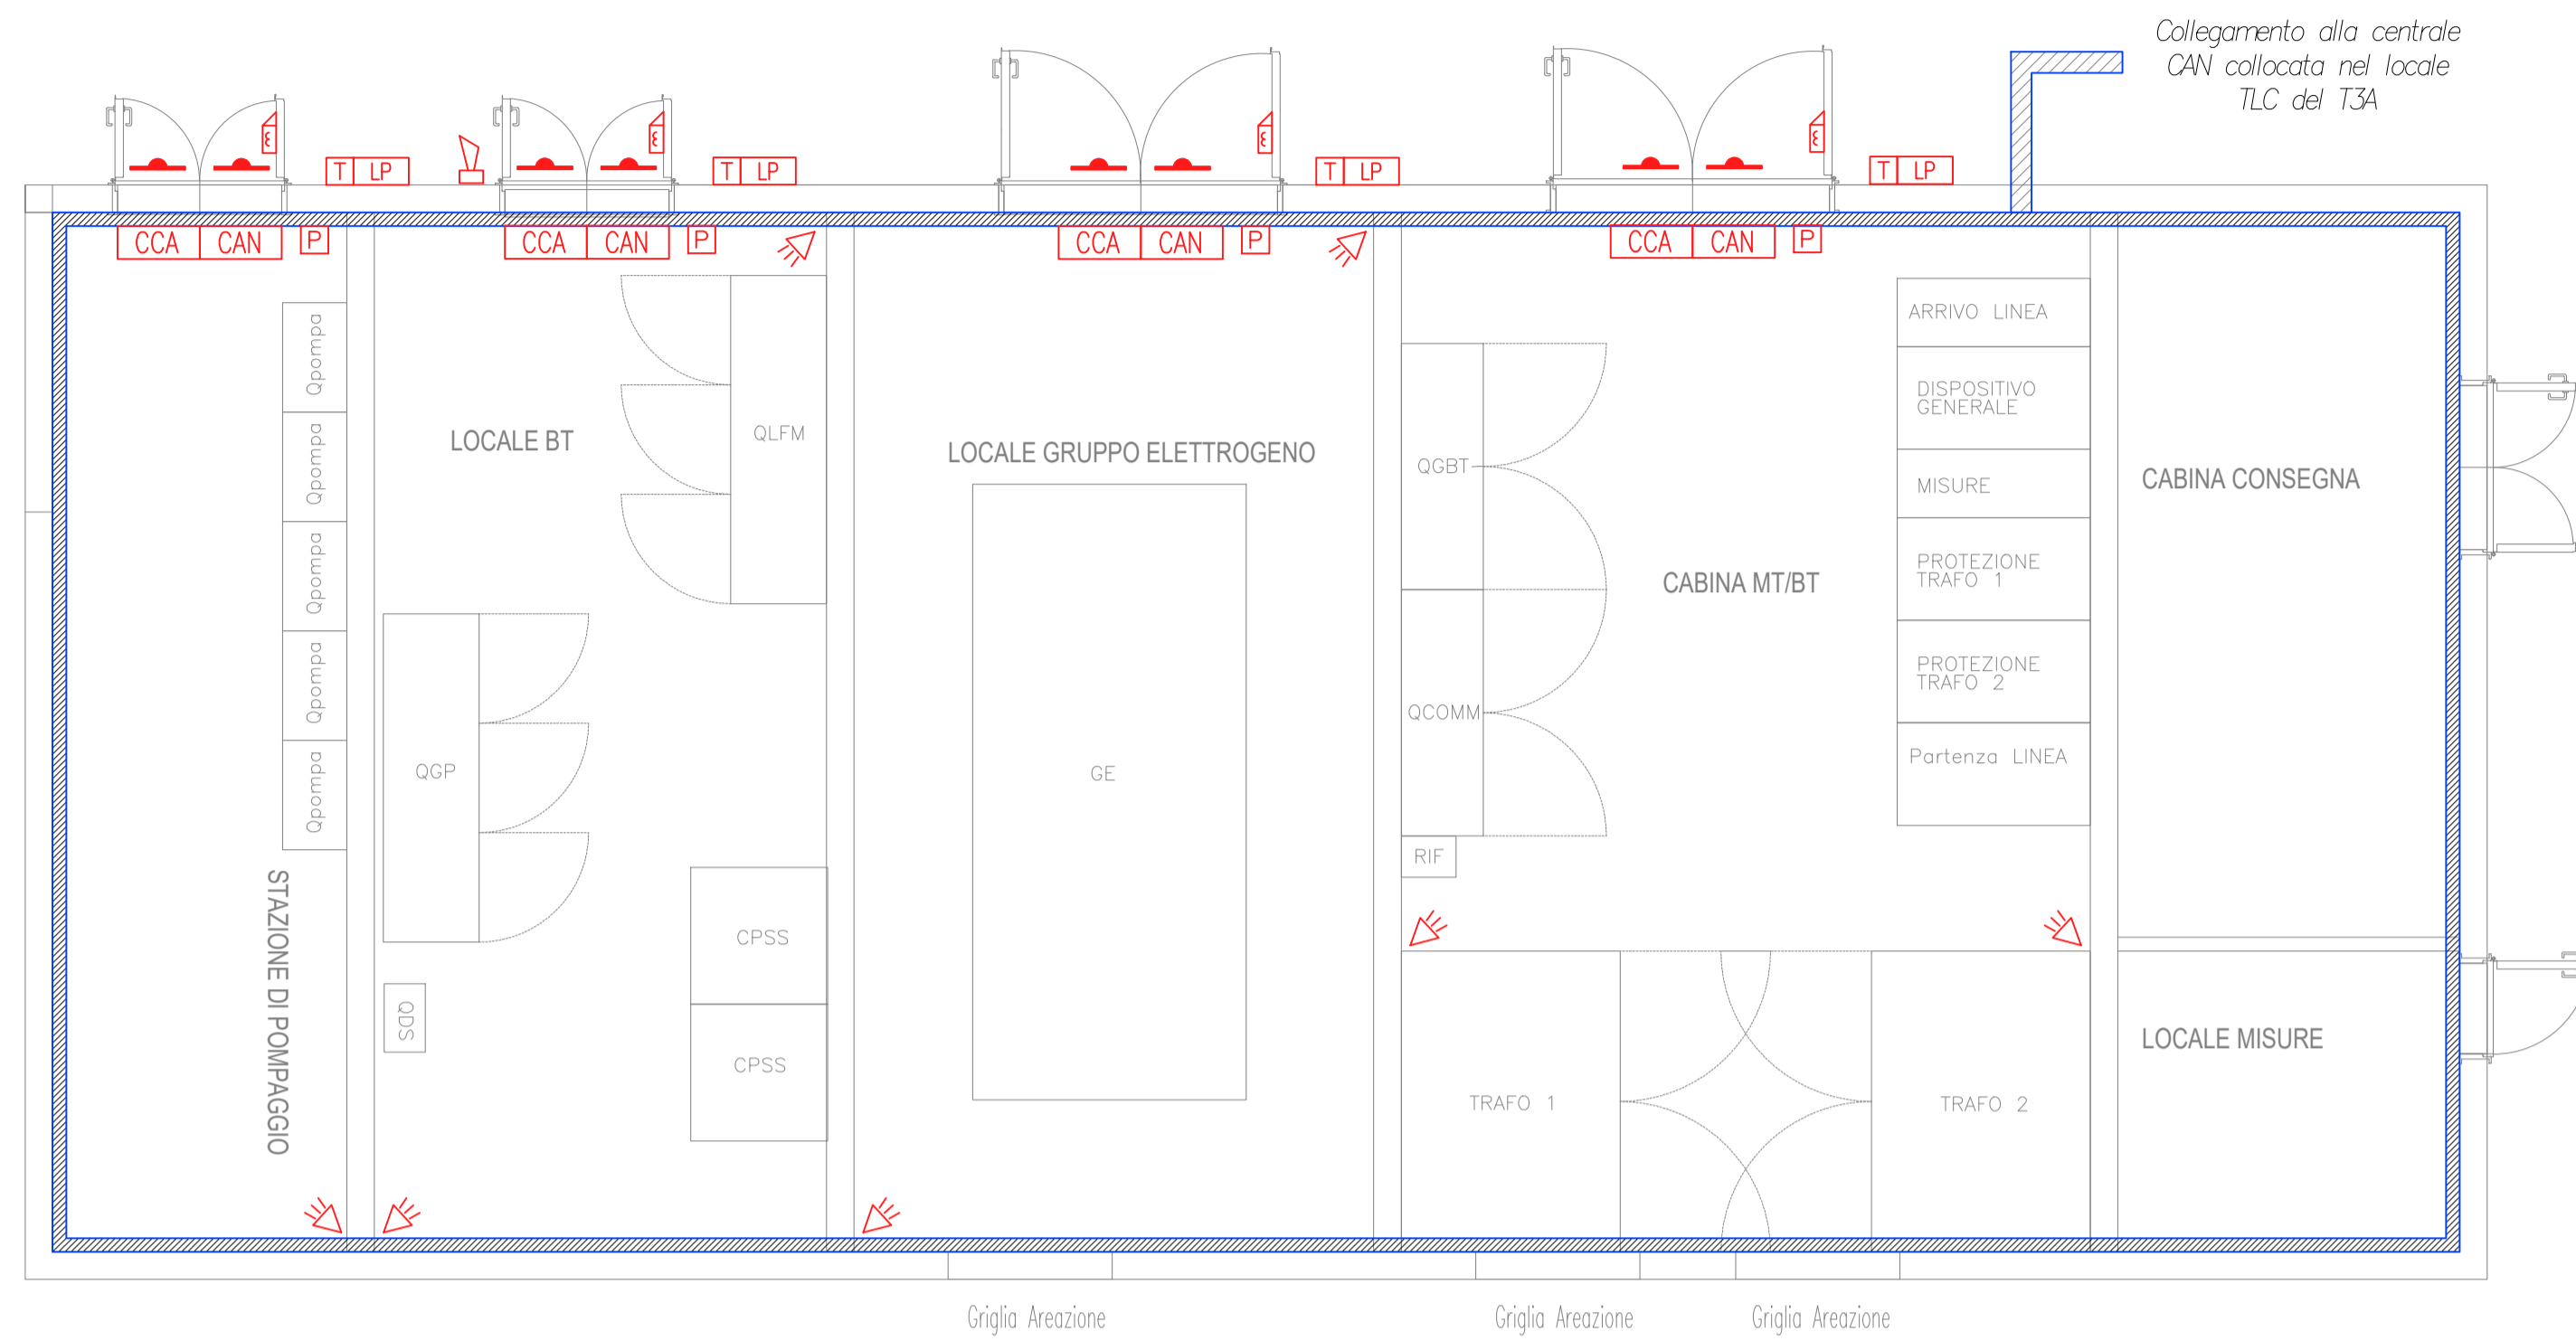 Collegamento alla centrale
CAN collocata nel locale
TLC del T3A
T LP
T LP
T LP
T LP
CCA CAN P
CCA CAN P
CCA CAN P
CCA CAN P
Qpompa
Qpompa
Qpompa
Qpompa
Qpompa
STAZIONE DI POMPAGGIO
LOCALE BT
QLFM
QGP
QDS
CPSS
CPSS
LOCALE GRUPPO ELETTROGENO
GE
QGBT
QCOMM
RIF
CABINA MT/BT
ARRIVO LINEA
DISPOSITIVO
GENERALE
MISURE
PROTEZIONE
TRAFO 1
PROTEZIONE
TRAFO 2
Partenza LINEA
TRAFO 1
TRAFO 2
CABINA CONSEGNA
LOCALE MISURE
Griglia Areazione
Griglia Areazione
Griglia Areazione